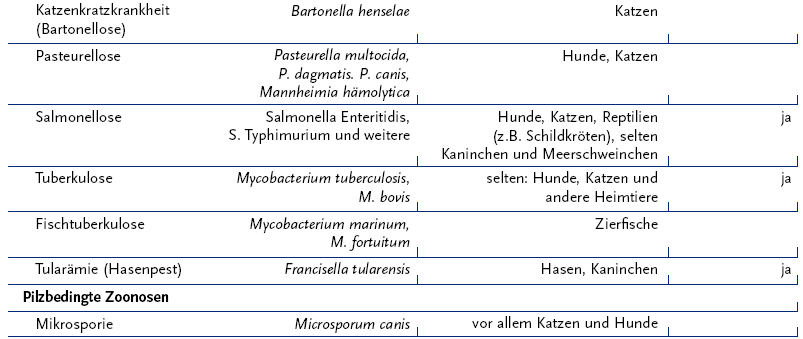 Katzenkratzkrankheit Bartonella henselae Katzen
(Bartonellose)
Pasteurellose Pasteurella multocida, Hunde, Katzen
P. dagmatis. P. canis,
Mannheimia hämolytica
Salmonellose Salmonella Enteritidis, Hunde, Katzen, Reptilien ja
S. Typhimurium und weitere (z.B. Schildkröten), selten
Kaninchen und Meerschweinchen
Tuberkulose Mycobacterium tuberculosis, selten: Hunde, Katzen und ja
M. bovis andere Heimtiere
Fischtuberkulose Mycobacterium marinum, Zierfische
M. fortuitum
Tularämie (Hasenpest) Francisella tularensis Hasen, Kaninchen ja
Pilzbedingte Zoonosen
Mikrosporie Microsporum canis vor allem Katzen und Hunde